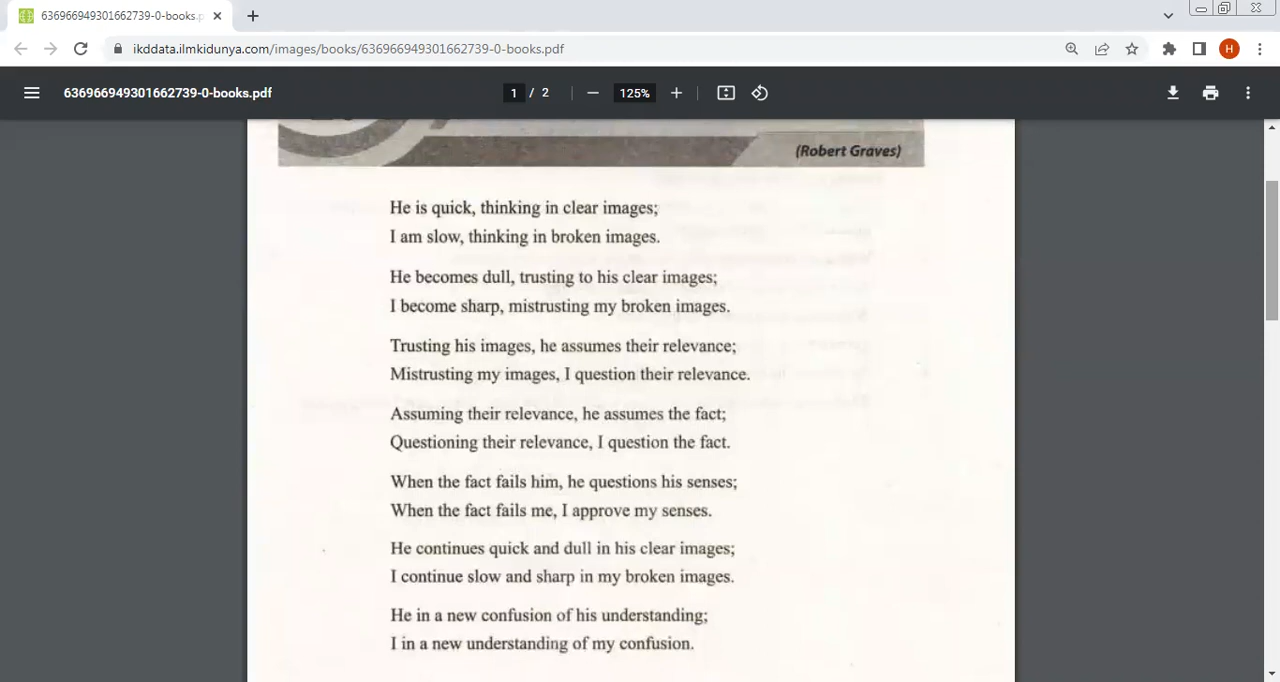 636966949301662739-0-books.p
ikddata.ilmkidunya.com/images/books/636966949301662739-0-books.pdf
H
636966949301662739-0-books.pdf
1 / 2
125%
(Robert Graves)
He is quick, thinking in clear images;
I am slow, thinking in broken images.
He becomes dull, trusting to his clear images;
I become sharp, mistrusting my broken images.
Trusting his images, he assumes their relevance;
Mistrusting my images, I question their relevance.
Assuming their relevance, he assumes the fact;
Questioning their relevance, I question the fact.
When the fact fails him, he questions his senses;
When the fact fails me, I approve my senses.
He continues quick and dull in his clear images;
I continue slow and sharp in my broken images.
He in a new confusion of his understanding;
I in a new understanding of my confusion.